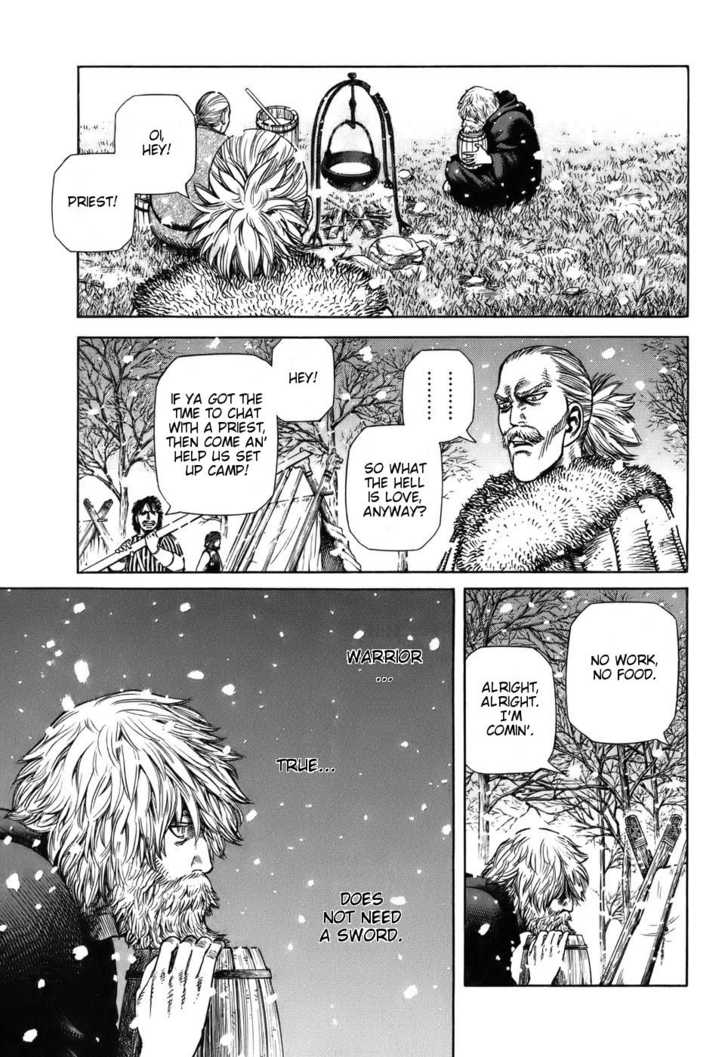 OI,
HEY!
PRIEST!
... ...
SO WHAT
THE HELL
IS LOVE,
ANYWAY?
HEY!
IF YA GOT
THE
TIME TO CHAT
WITH A PRIEST,
THEN COME AN'
HELP US SET
UP CAMP!
NO WORK,
NO FOOD.
ALRIGHT,
ALRIGHT.
I'M
COMIN'.
WARRIOR
...
TRUE...
DOES
NOT NEED
A SWORD.